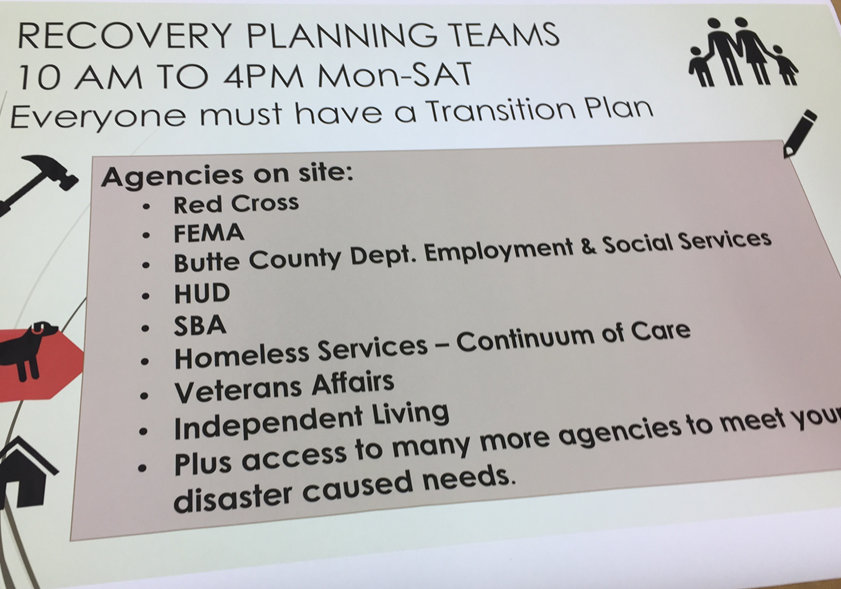 RECOVERY PLANNING TEAMS
10 AM TO 4PM Mon-SAT
Everyone must have a Transition Plan
Agencies on site:
• Red Cross
• FEMA
• Butte County Dept. Employment & Social Services
• HUD
• SBA
• Homeless Services – Continuum of Care
• Veterans Affairs
• Independent Living
• Plus access to many more agencies to meet your
disaster caused needs.